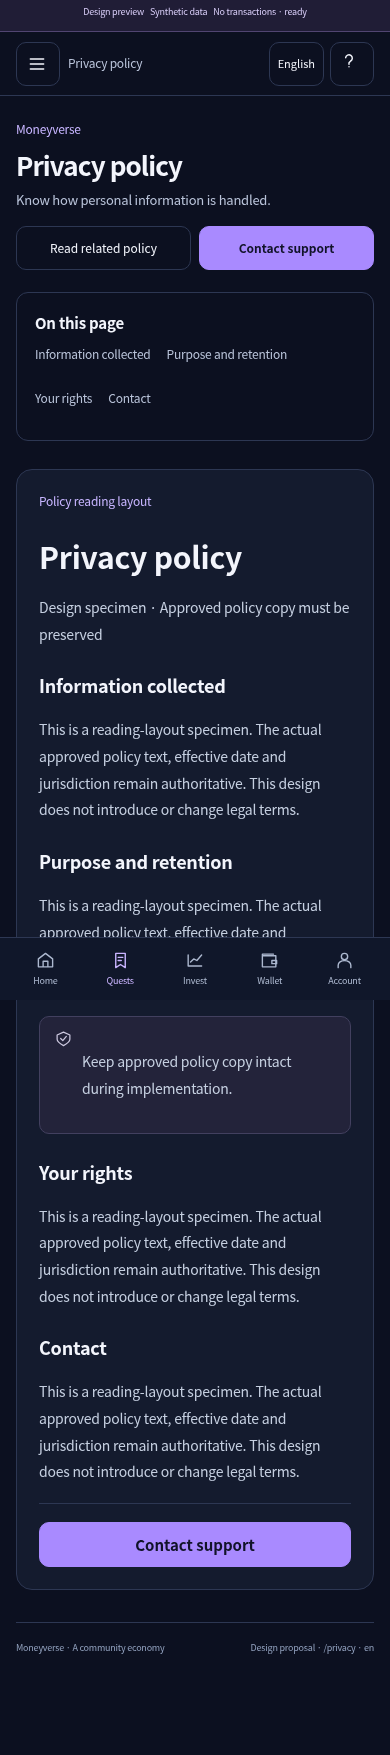 Design preview Synthetic data No transactions · ready
Privacy policy
English
?
Moneyverse
Privacy policy
Know how personal information is handled.
Read related policy
Contact support
On this page
Information collected Purpose and retention
Your rights Contact
Policy reading layout
Privacy policy
Design specimen · Approved policy copy must be
preserved
Information collected
This is a reading-layout specimen. The actual
approved policy text, effective date and
jurisdiction remain authoritative. This design
does not introduce or change legal terms.
Purpose and retention
This is a reading-layout specimen. The actual
approved policy text, effective date and
Home Quests Invest Wallet Account
Keep approved policy copy intact
during implementation.
Your rights
This is a reading-layout specimen. The actual
approved policy text, effective date and
jurisdiction remain authoritative. This design
does not introduce or change legal terms.
Contact
This is a reading-layout specimen. The actual
approved policy text, effective date and
jurisdiction remain authoritative. This design
does not introduce or change legal terms.
Contact support
Moneyverse · A community economy
Design proposal · /privacy · en